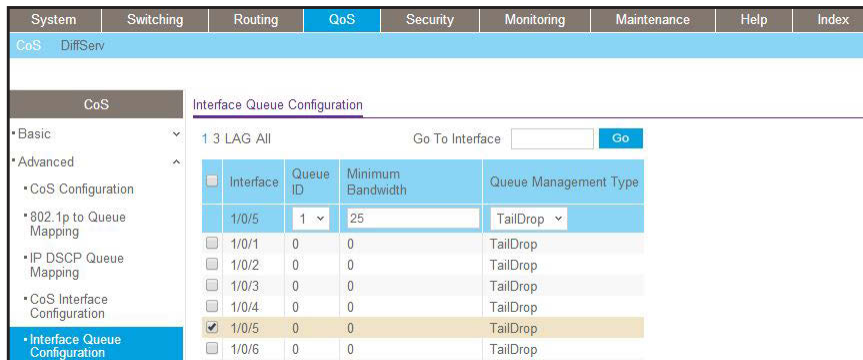 System Switching Routing QoS Security Monitoring Maintenance Help Index
CoS DiffServ
CoS
Basic
Advanced
CoS Configuration
802.1p to Queue
Mapping
IP DSCP Queue
Mapping
CoS Interface
Configuration
Interface Queue
Configuration
Interface Queue Configuration
1 3 LAG All Go To Interface Go
Interface Queue ID Minimum Bandwidth Queue Management Type
1/0/5 1 25 TailDrop
1/0/1 0 0 TailDrop
1/0/2 0 0 TailDrop
1/0/3 0 0 TailDrop
1/0/4 0 0 TailDrop
1/0/5 0 0 TailDrop
1/0/6 0 0 TailDrop